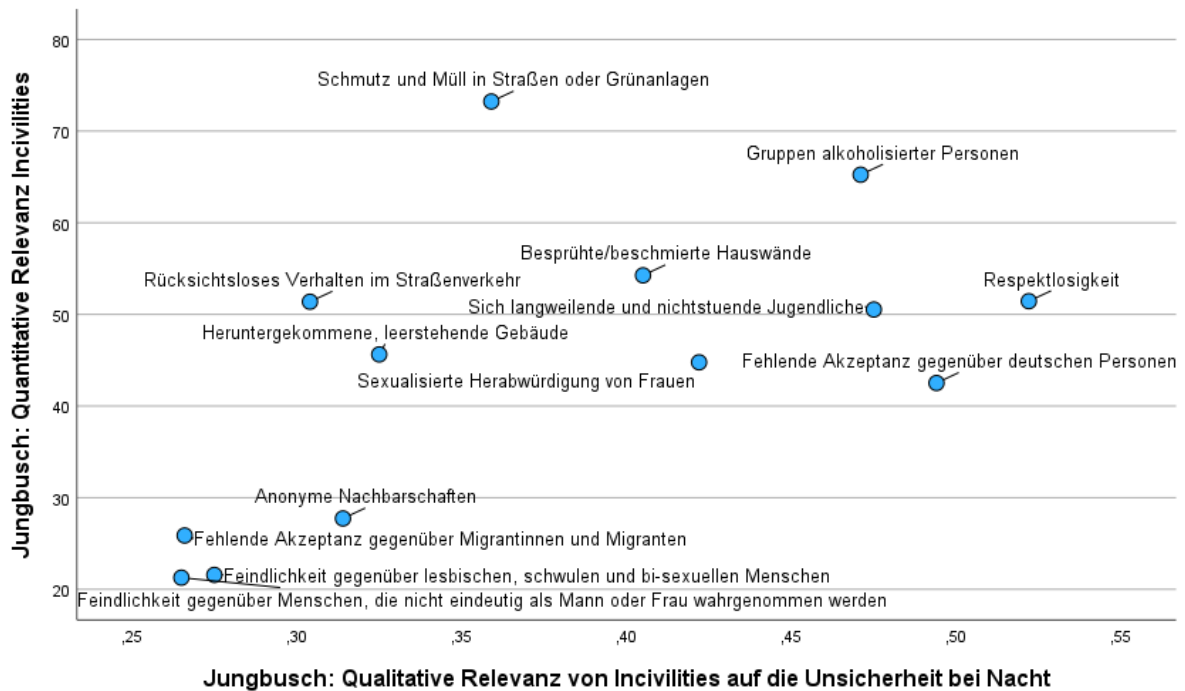 Jungbusch: Quantitative Relevanz Incivilities
80
70
60
50
40
30
20
Schmutz und Müll in Straßen oder Grünanlagen
Gruppen alkoholisierter Personen
Besprühte/beschmierte Hauswände
Rücksichtsloses Verhalten im Straßenverkehr
Respektlosigkeit
Sich langweilende und nichtstuende Jugendliche
Heruntergekommene, leerstehende Gebäude
Fehlende Akzeptanz gegenüber deutschen Personen
Sexualisierte Herabwürdigung von Frauen
Anonyme Nachbarschaften
Fehlende Akzeptanz gegenüber Migrantinnen und Migranten
Feindlichkeit gegenüber lesbischen, schwulen und bi-sexuellen Menschen
Feindlichkeit gegenüber Menschen, die nicht eindeutig als Mann oder Frau wahrgenommen werden
,25 ,30 ,35 ,40 ,45 ,50 ,55
Jungbusch: Qualitative Relevanz von Incivilities auf die Unsicherheit bei Nacht